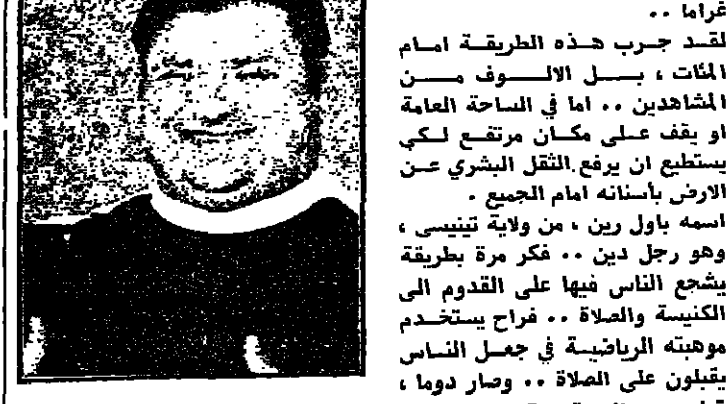 غراما ..
لقد جرب هذه الطريقة امام
المئات ، بل الالوف من
المشاهدين .. اما في الساحة العامة
او يقف على مكان مرتفع لكي
يستطيع ان يرفع الثقل البشري عن
الارض بأسنانه امام الجميع .
اسمه باول رين ، من ولاية تينيسي ،
وهو رجل دين .. فكر مرة بطريقة
يشجع الناس فيها على القدوم الى
الكنيسة والصلاة .. فراح يستخدم
موهبته الرياضية في جعل الناس
يقبلون على الصلاة .. وصار دوما ،